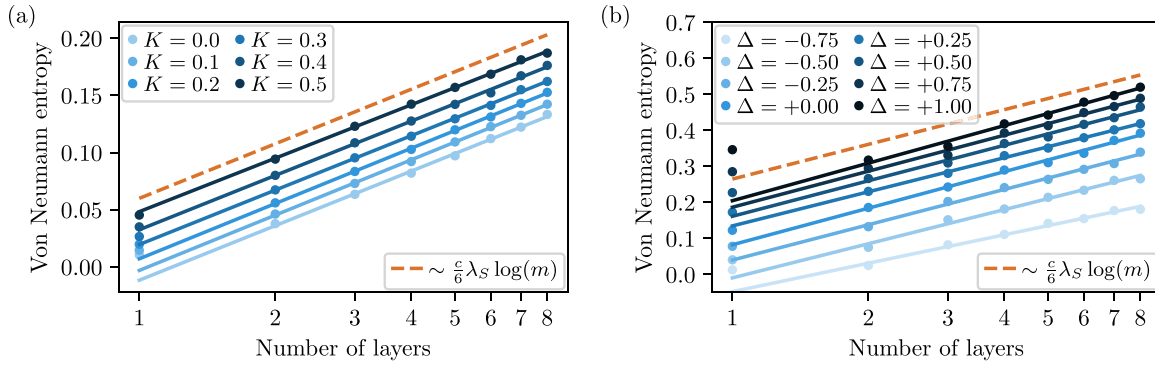 (a)
Von Neumann entropy
0.20
0.15
0.10
0.05
0.00
K = 0.0
K = 0.1
K = 0.2
K = 0.3
K = 0.4
K = 0.5
∼ c/6 λ_S log(m)
1 2 3 4 5 6 7 8
Number of layers
(b)
Von Neumann entropy
0.7
0.6
0.5
0.4
0.3
0.2
0.1
0.0
Δ = −0.75
Δ = −0.50
Δ = −0.25
Δ = +0.00
Δ = +0.25
Δ = +0.50
Δ = +0.75
Δ = +1.00
∼ c/6 λ_S log(m)
1 2 3 4 5 6 7 8
Number of layers